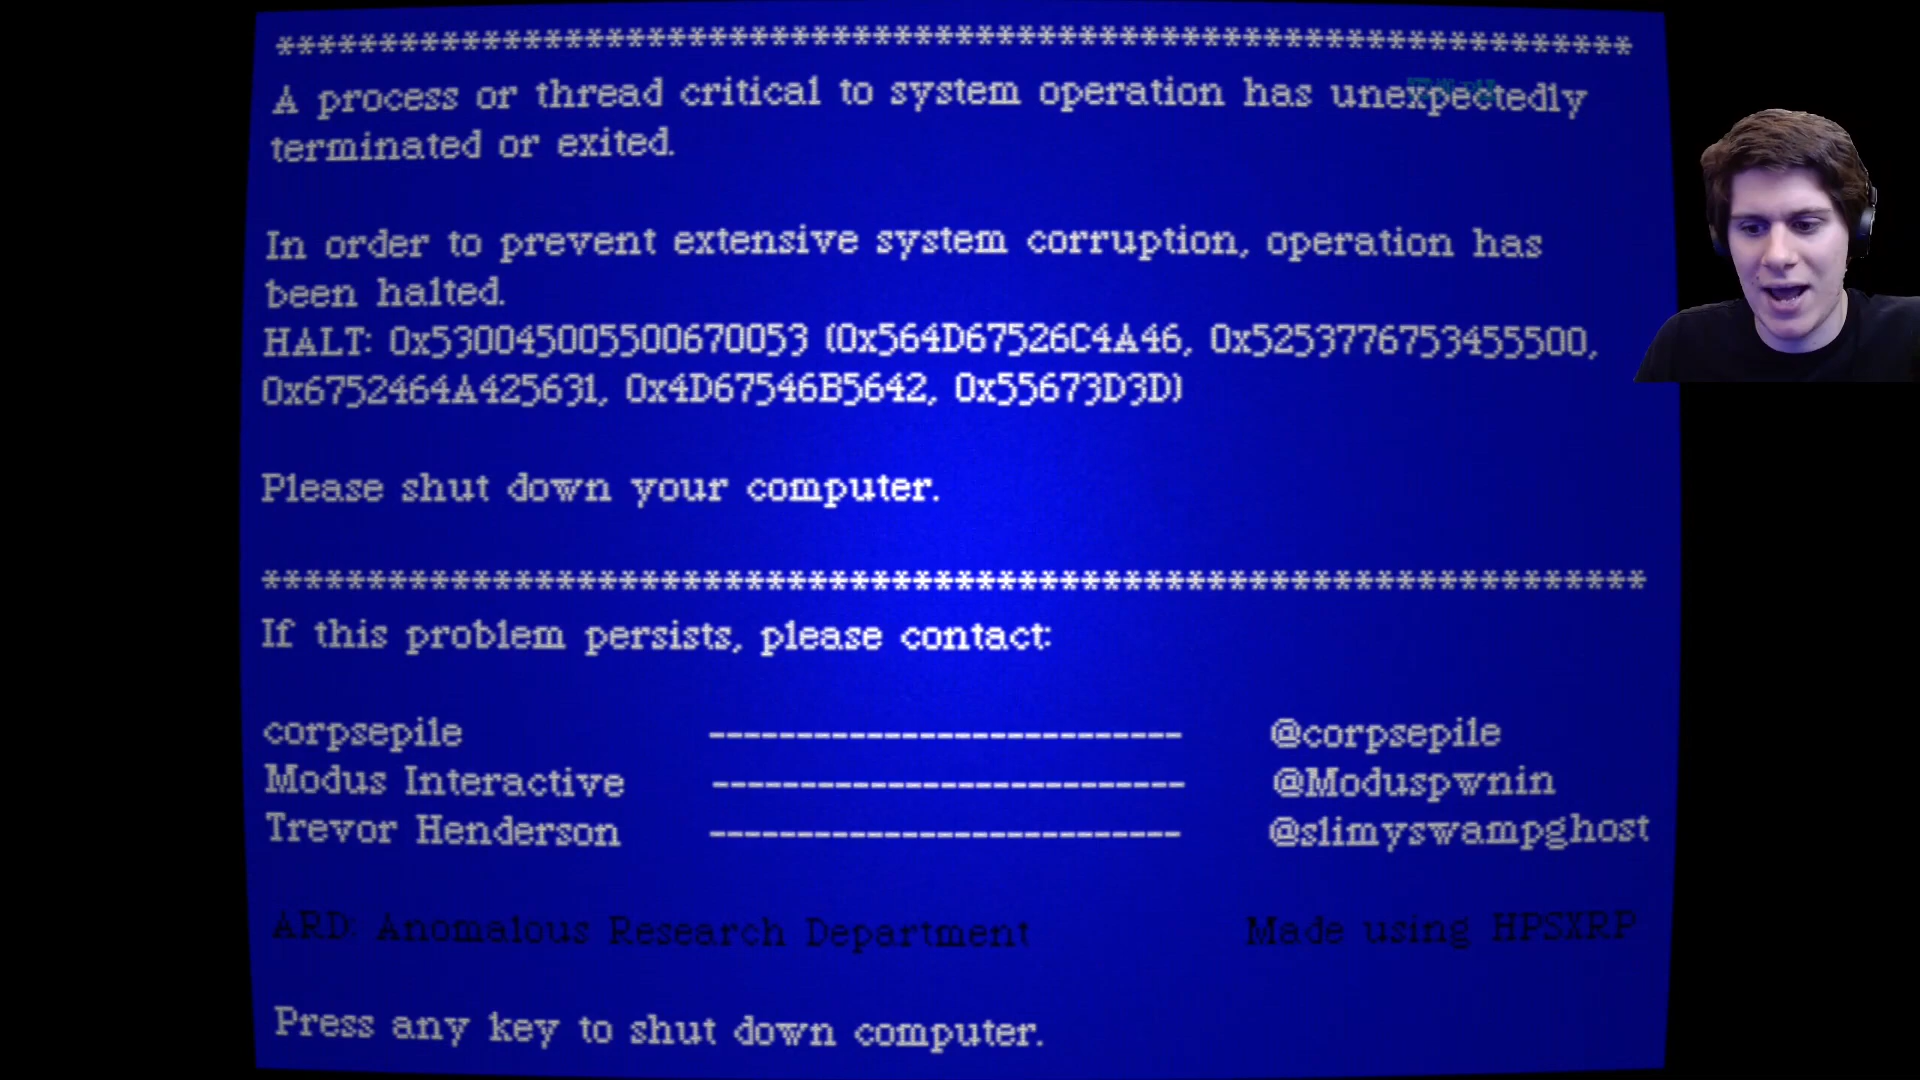 *****************************************************************
A process or thread critical to system operation has unexpectedly
terminated or exited.
In order to prevent extensive system corruption, operation has
been halted.
HALT: 0x530045005500670053 (0x564D67526C4A46, 0x5253776753455500,
0x6752464A425631, 0x4D67546B5642, 0x55673D3D)
Please shut down your computer.
*****************************************************************
If this problem persists, please contact:
corpsepile --------------------------- @corpsepile
Modus Interactive --------------------------- @Moduspwnin
Trevor Henderson --------------------------- @slimyswampghost
ARD: Anomalous Research Department Made using HPSXRP
Press any key to shut down computer.